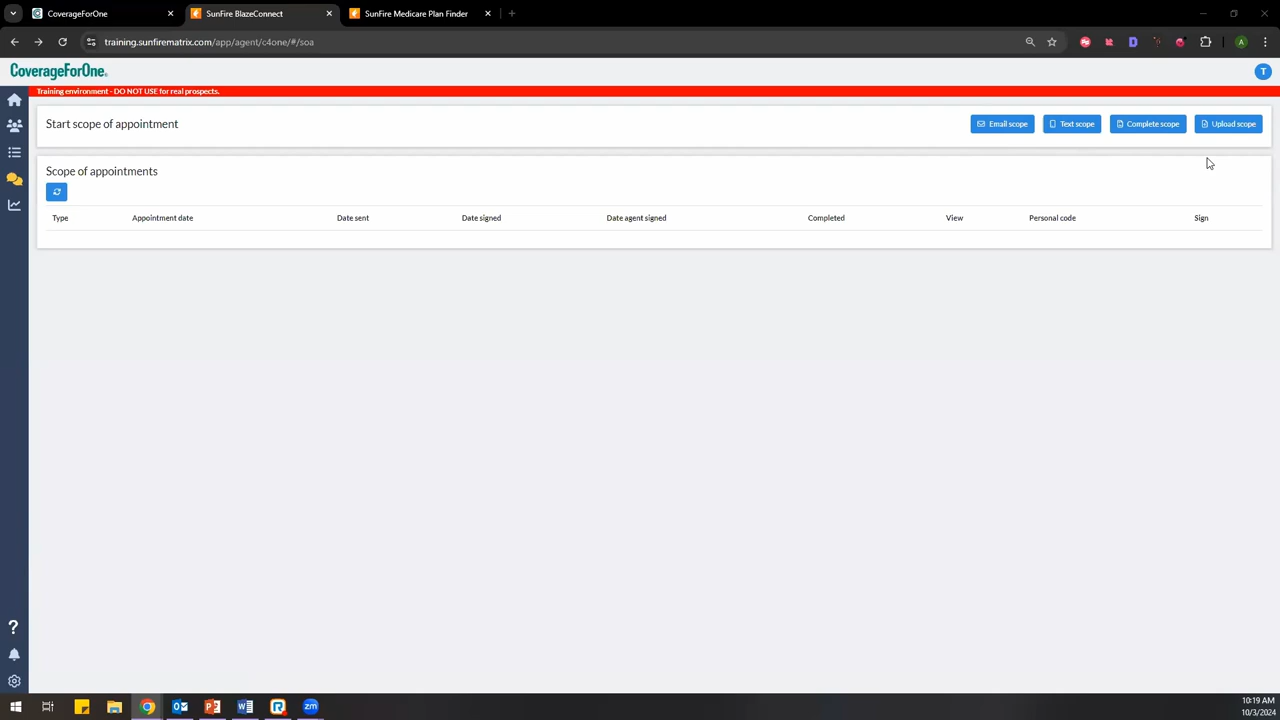 CoverageForOne
SunFire BlazeConnect
SunFire Medicare Plan Finder
training.sunfirematrix.com/app/agent/c4one/#/soa
A
CoverageForOne.
T
Training environment - DO NOT USE for real prospects.
Start scope of appointment
Email scope
Text scope
Complete scope
Upload scope
Scope of appointments
Type
Appointment date
Date sent
Date signed
Date agent signed
Completed
View
Personal code
Sign
?
zm
10:19 AM
10/3/2024